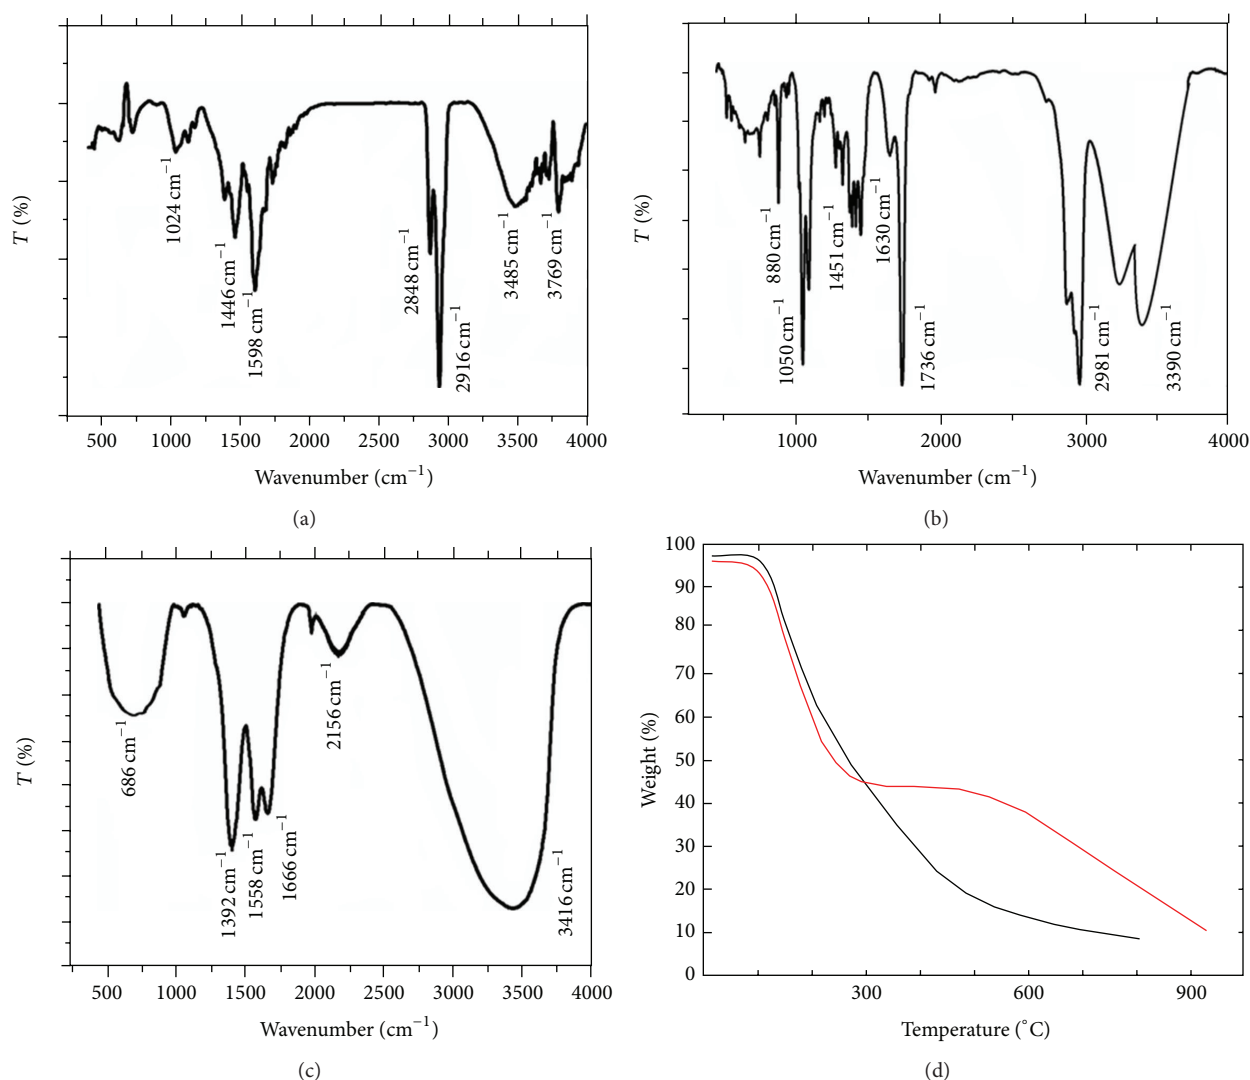 T (%)
1024 cm⁻¹
1446 cm⁻¹
1598 cm⁻¹
2848 cm⁻¹
2916 cm⁻¹
3485 cm⁻¹
3769 cm⁻¹
500 1000 1500 2000 2500 3000 3500 4000
Wavenumber (cm⁻¹)
(a)
T (%)
880 cm⁻¹
1050 cm⁻¹
1451 cm⁻¹
1630 cm⁻¹
1736 cm⁻¹
2981 cm⁻¹
3390 cm⁻¹
1000 2000 3000 4000
Wavenumber (cm⁻¹)
(b)
T (%)
686 cm⁻¹
1392 cm⁻¹
1558 cm⁻¹
1666 cm⁻¹
2156 cm⁻¹
3416 cm⁻¹
500 1000 1500 2000 2500 3000 3500 4000
Wavenumber (cm⁻¹)
(c)
Weight (%)
100
90
80
70
60
50
40
30
20
10
0
300 600 900
Temperature (°C)
(d)